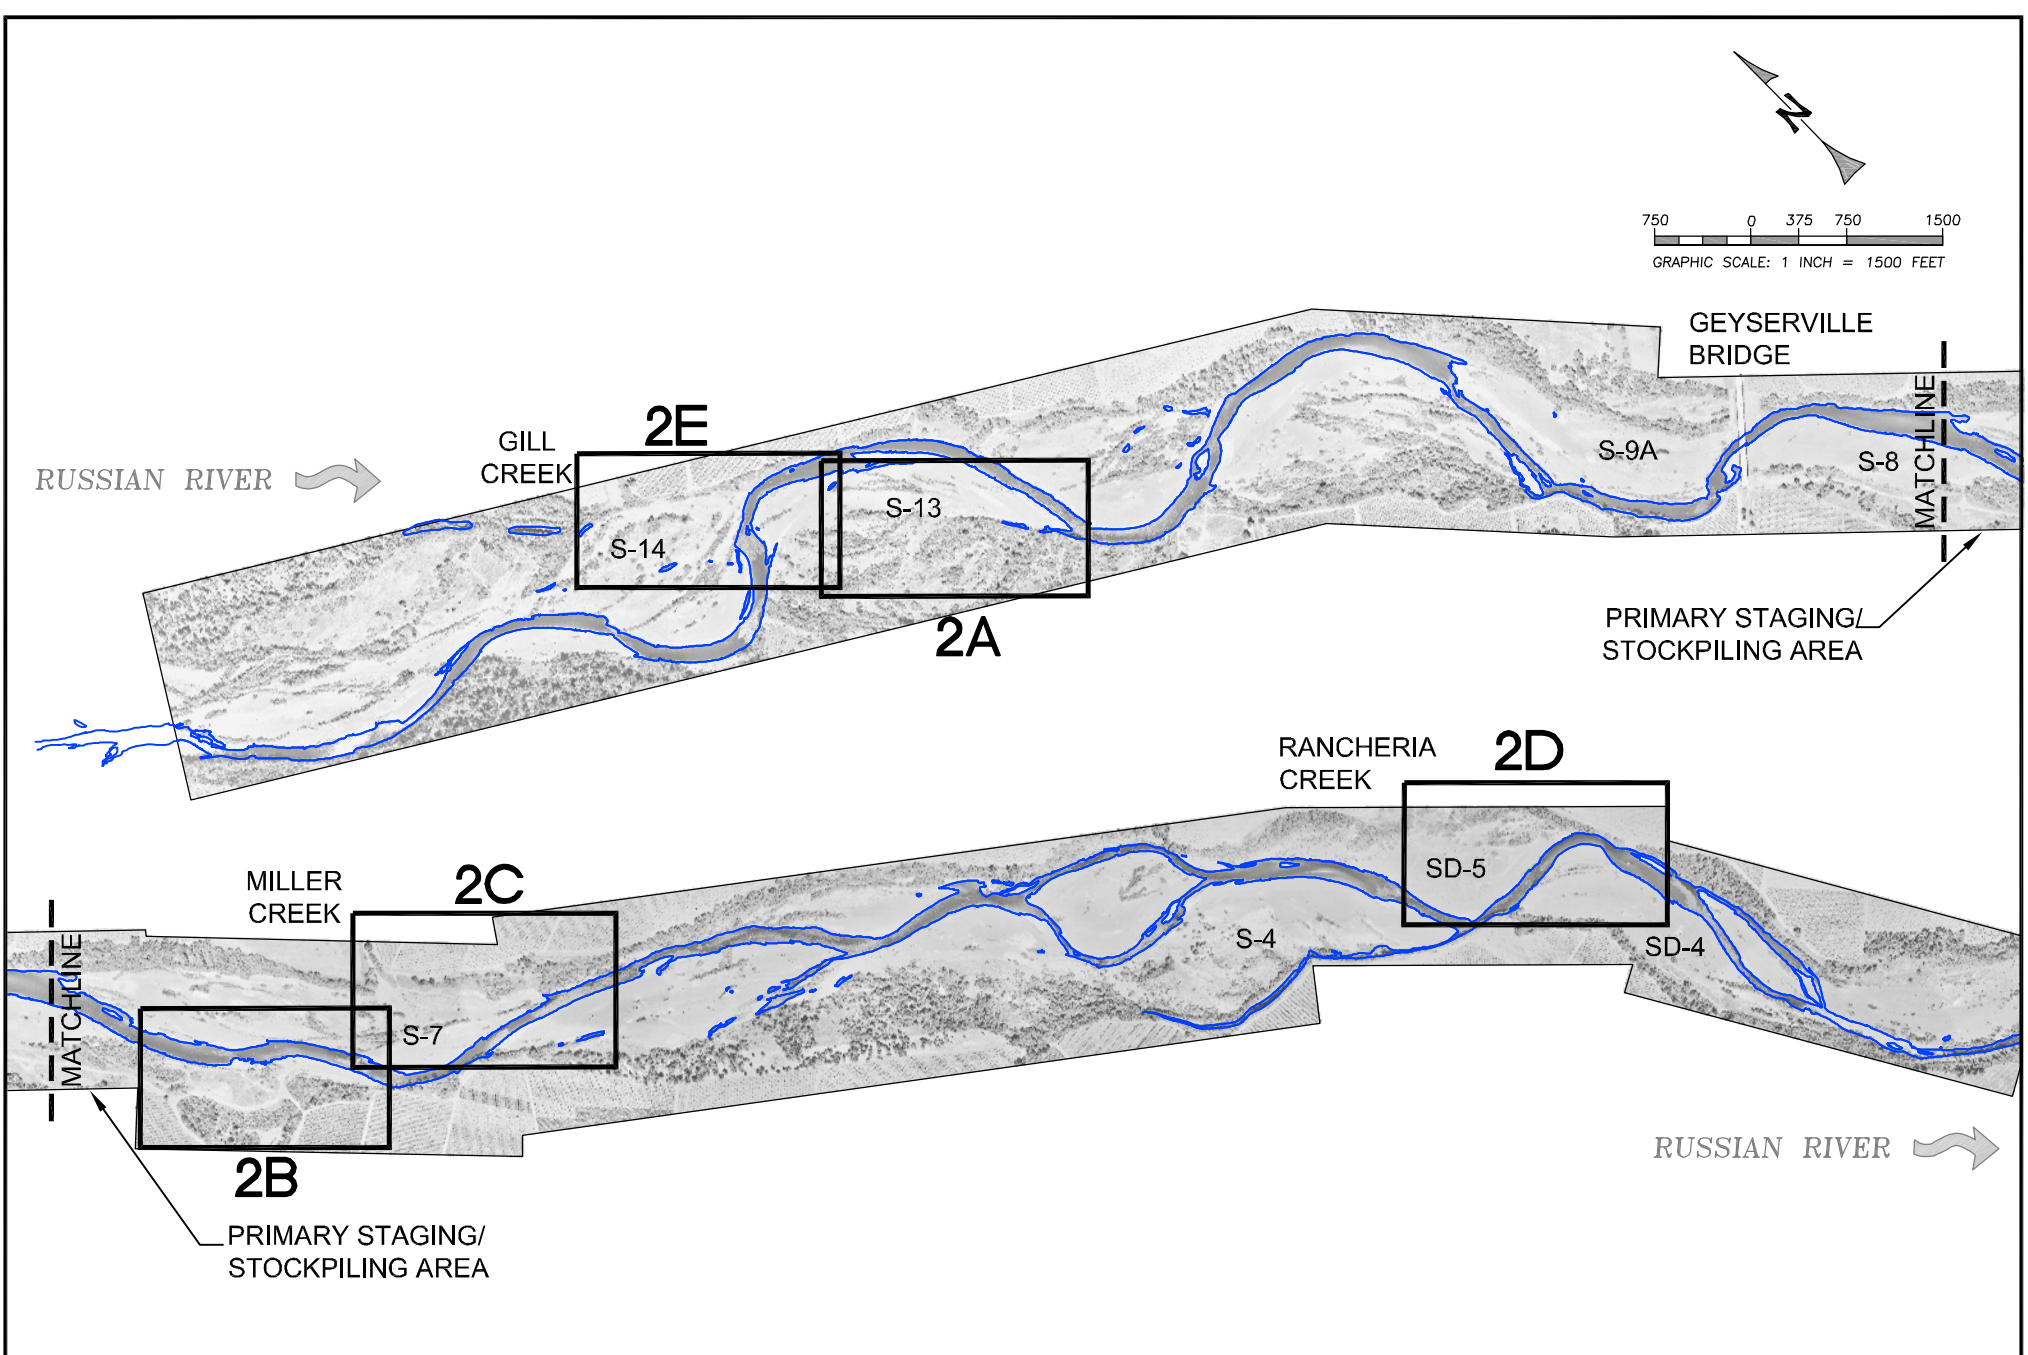 N
750 0 375 750 1500
GRAPHIC SCALE: 1 INCH = 1500 FEET
GEYSERVILLE
BRIDGE
MATCHLINE
2E
GILL
CREEK
RUSSIAN RIVER
S-9A
S-8
S-13
S-14
2A
PRIMARY STAGING/
STOCKPILING AREA
RANCHERIA
CREEK
2D
MILLER
CREEK
2C
SD-5
S-4
SD-4
MATCHLINE
S-7
2B
RUSSIAN RIVER
PRIMARY STAGING/
STOCKPILING AREA